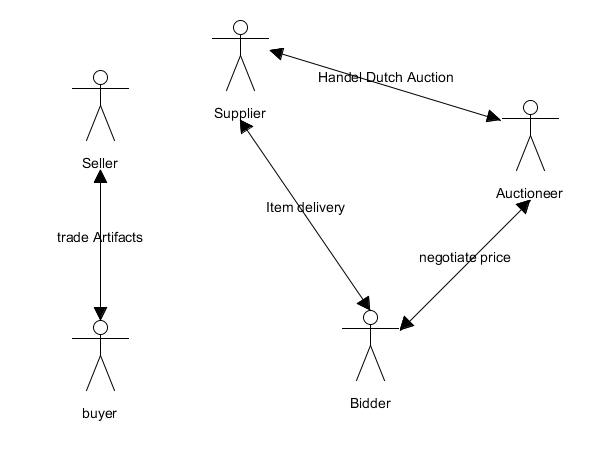 Supplier
Handel Dutch Auction
Seller
Auctioneer
Item delivery
trade Artifacts
negotiate price
Bidder
buyer